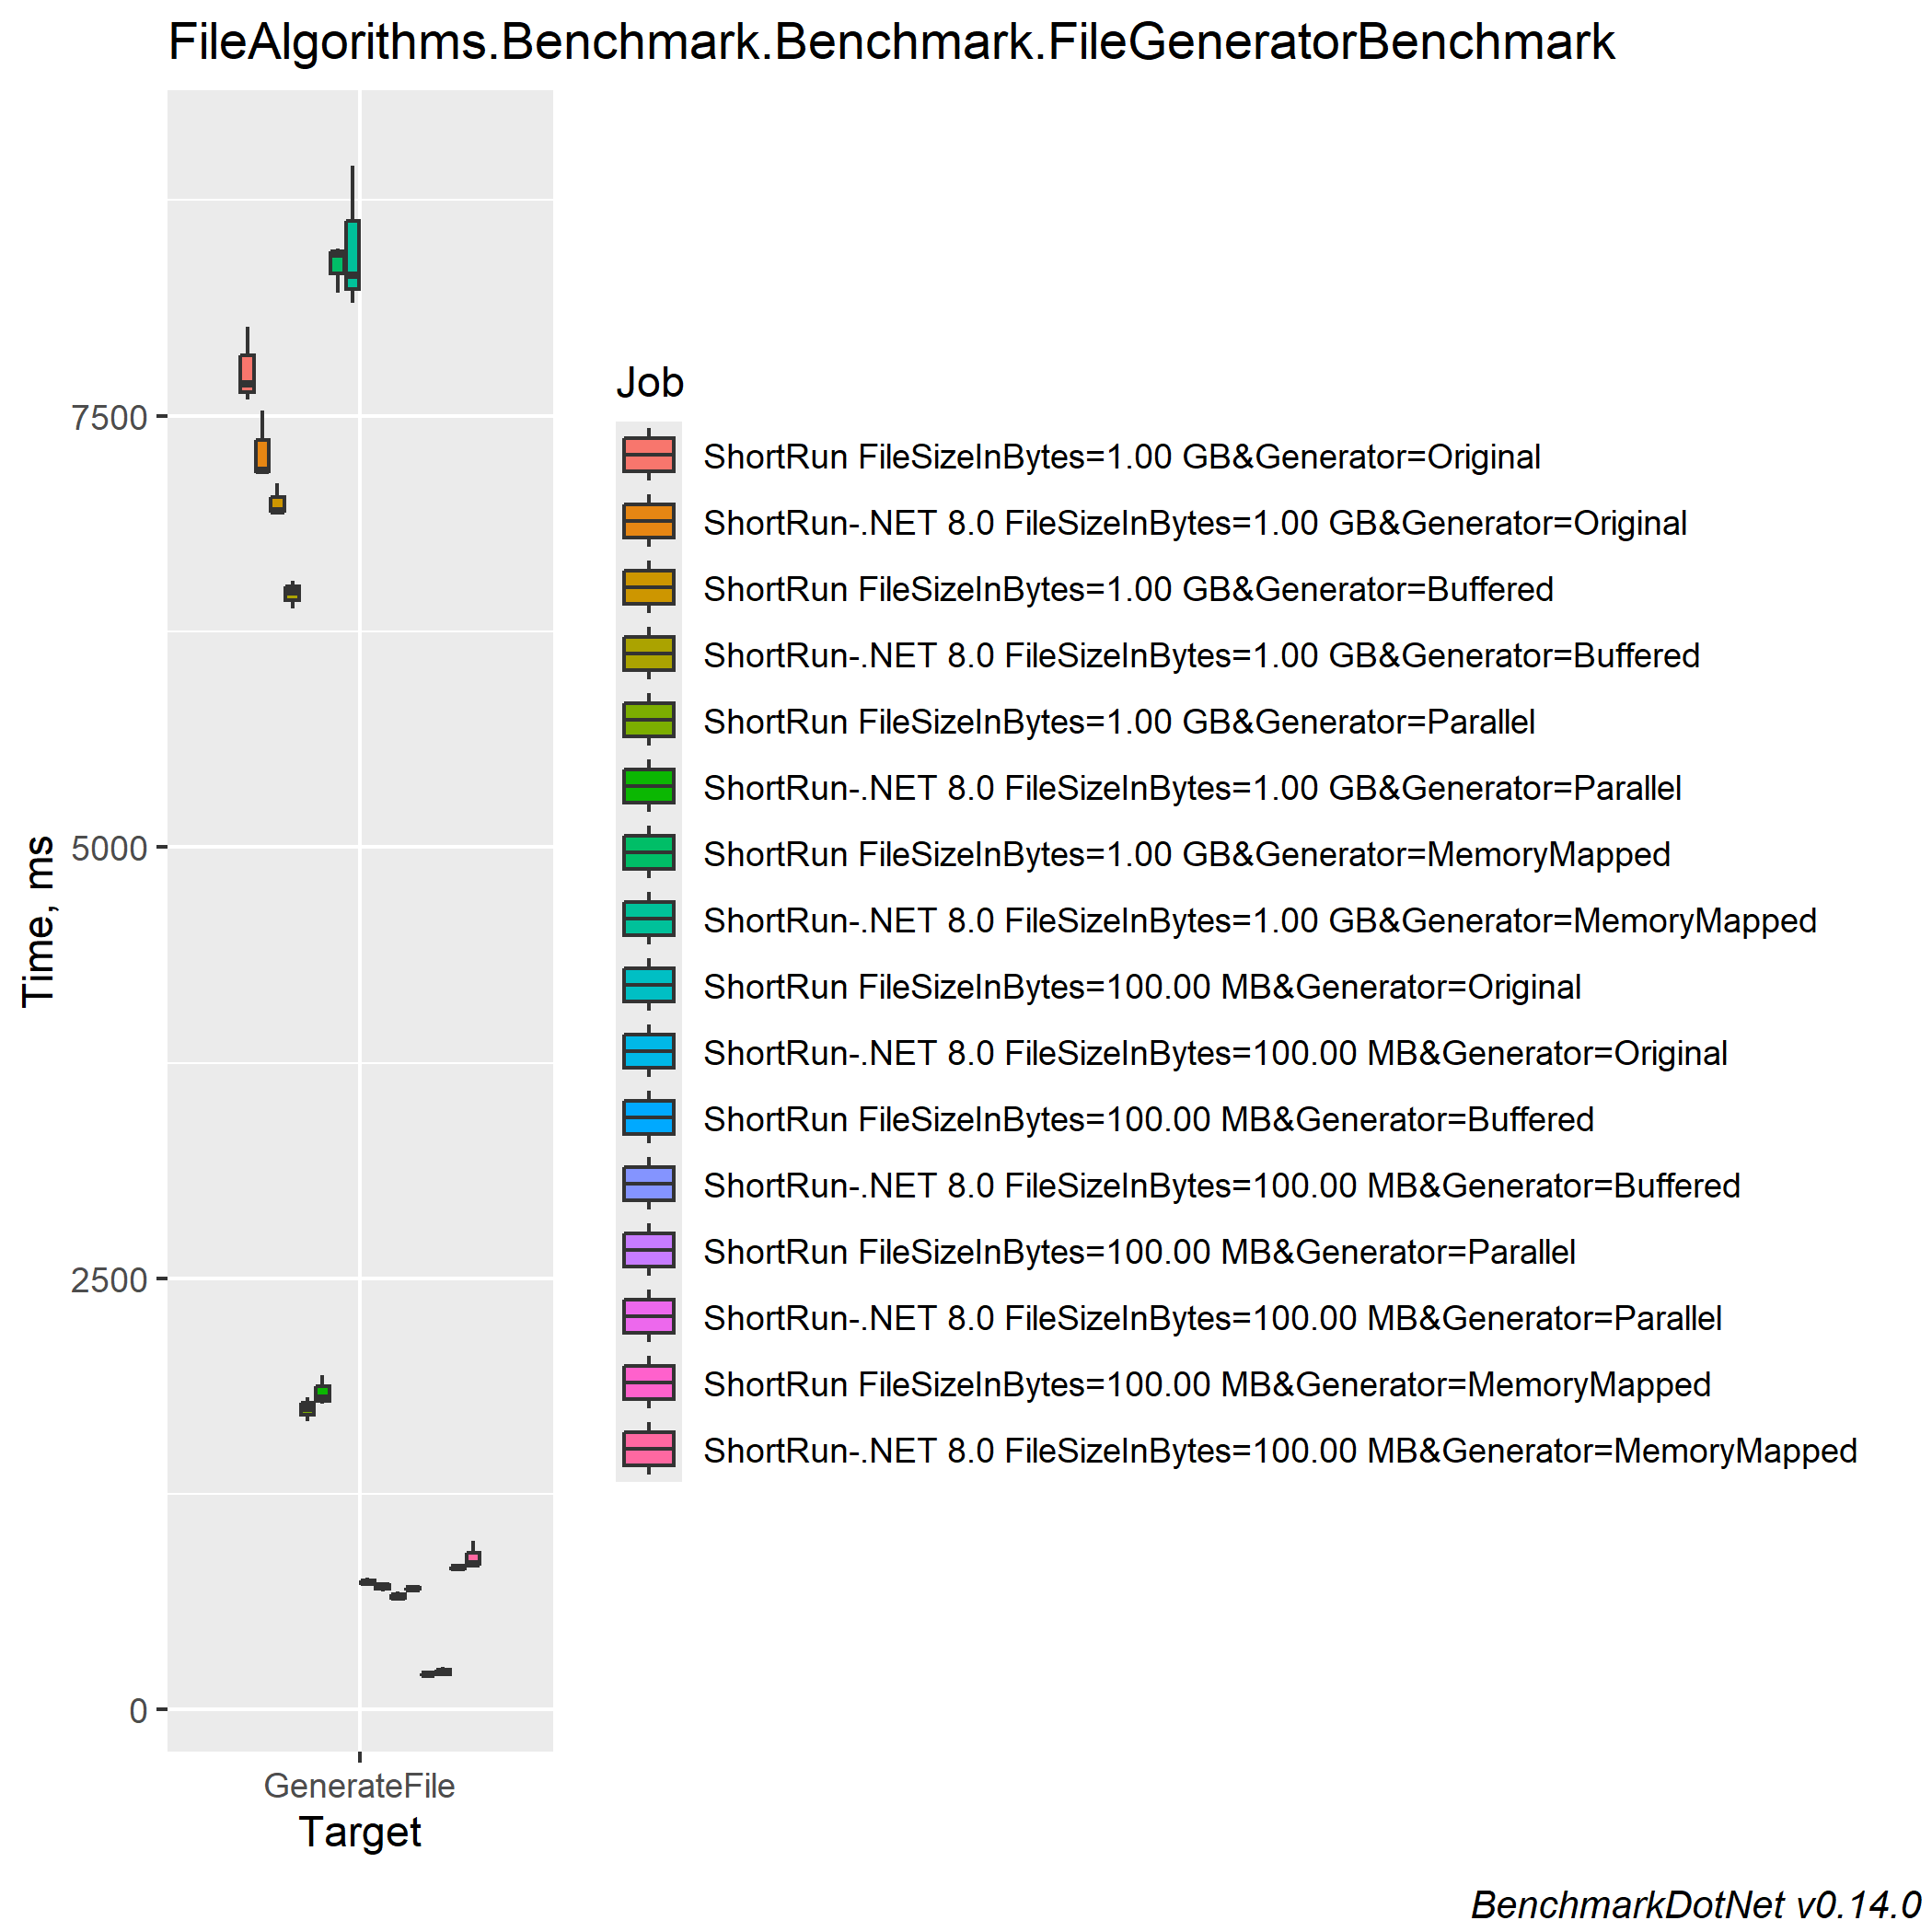 FileAlgorithms.Benchmark.Benchmark.FileGeneratorBenchmark
Time, ms
7500
5000
2500
0
GenerateFile
Target
Job
ShortRun FileSizeInBytes=1.00 GB&Generator=Original
ShortRun-.NET 8.0 FileSizeInBytes=1.00 GB&Generator=Original
ShortRun FileSizeInBytes=1.00 GB&Generator=Buffered
ShortRun-.NET 8.0 FileSizeInBytes=1.00 GB&Generator=Buffered
ShortRun FileSizeInBytes=1.00 GB&Generator=Parallel
ShortRun-.NET 8.0 FileSizeInBytes=1.00 GB&Generator=Parallel
ShortRun FileSizeInBytes=1.00 GB&Generator=MemoryMapped
ShortRun-.NET 8.0 FileSizeInBytes=1.00 GB&Generator=MemoryMapped
ShortRun FileSizeInBytes=100.00 MB&Generator=Original
ShortRun-.NET 8.0 FileSizeInBytes=100.00 MB&Generator=Original
ShortRun FileSizeInBytes=100.00 MB&Generator=Buffered
ShortRun-.NET 8.0 FileSizeInBytes=100.00 MB&Generator=Buffered
ShortRun FileSizeInBytes=100.00 MB&Generator=Parallel
ShortRun-.NET 8.0 FileSizeInBytes=100.00 MB&Generator=Parallel
ShortRun FileSizeInBytes=100.00 MB&Generator=MemoryMapped
ShortRun-.NET 8.0 FileSizeInBytes=100.00 MB&Generator=MemoryMapped
BenchmarkDotNet v0.14.0